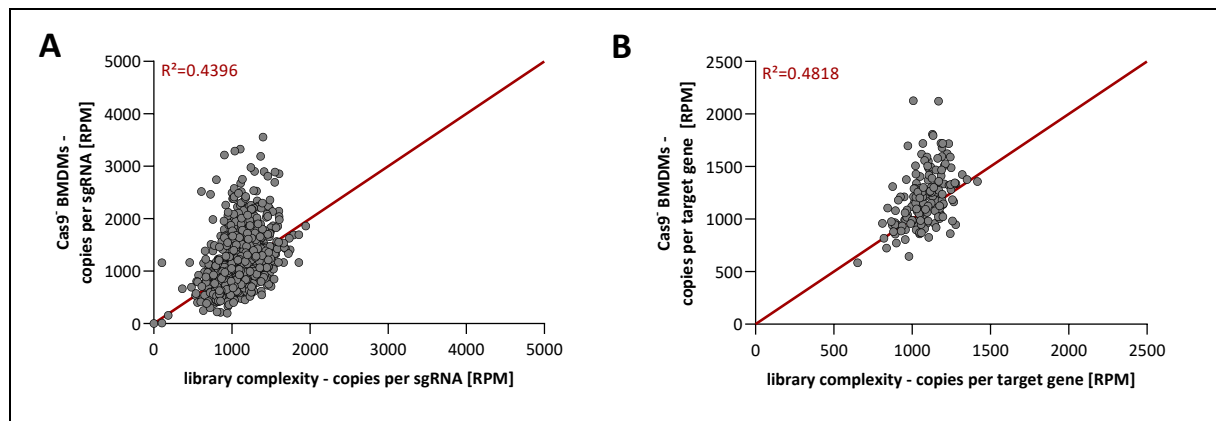 A
R²=0.4396
Cas9⁻ BMDMs -
copies per sgRNA [RPM]
5000
4000
3000
2000
1000
0
0 1000 2000 3000 4000 5000
library complexity - copies per sgRNA [RPM]
B
R²=0.4818
Cas9⁻ BMDMs -
copies per target gene [RPM]
2500
2000
1500
1000
500
0
0 500 1000 1500 2000 2500
library complexity - copies per target gene [RPM]